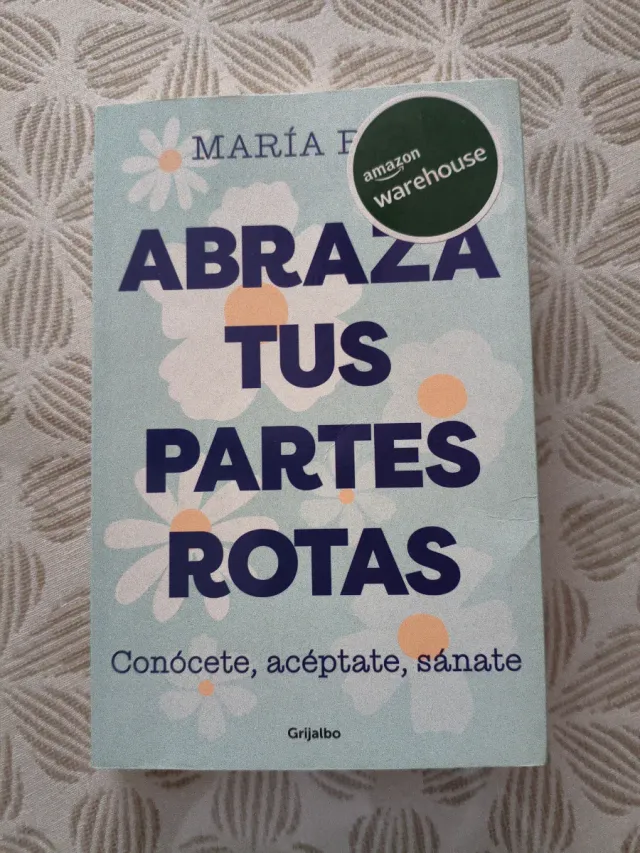 MARÍA
amazon
warehouse
ABRAZA
TUS
PARTES
ROTAS
Conócete, acéptate, sánate
Grijalbo